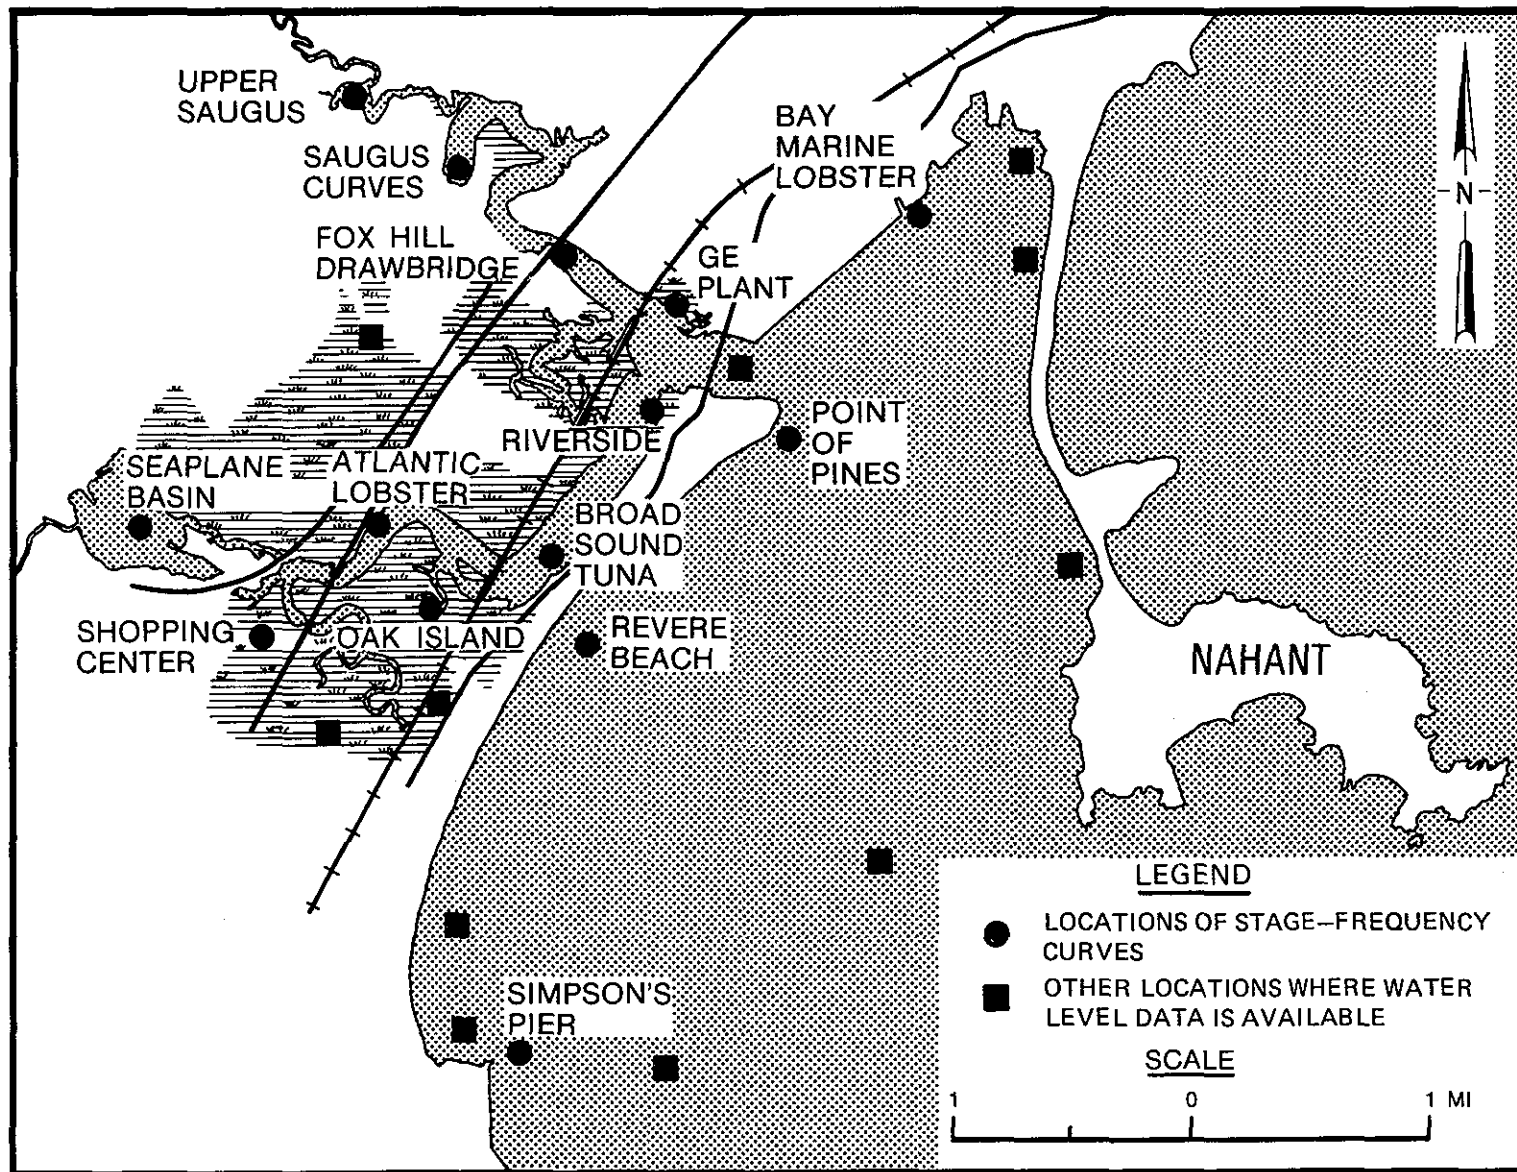 UPPER
SAUGUS
SAUGUS
CURVES
FOX HILL
DRAWBRIDGE
BAY
MARINE
LOBSTER
GE
PLANT
N
RIVERSIDE
POINT
OF
PINES
SEAPLANE
BASIN
ATLANTIC
LOBSTER
BROAD
SOUND
TUNA
SHOPPING
CENTER
OAK ISLAND
REVERE
BEACH
NAHANT
SIMPSON'S
PIER
LEGEND
LOCATIONS OF STAGE–FREQUENCY
CURVES
OTHER LOCATIONS WHERE WATER
LEVEL DATA IS AVAILABLE
SCALE
1 0 1 MI